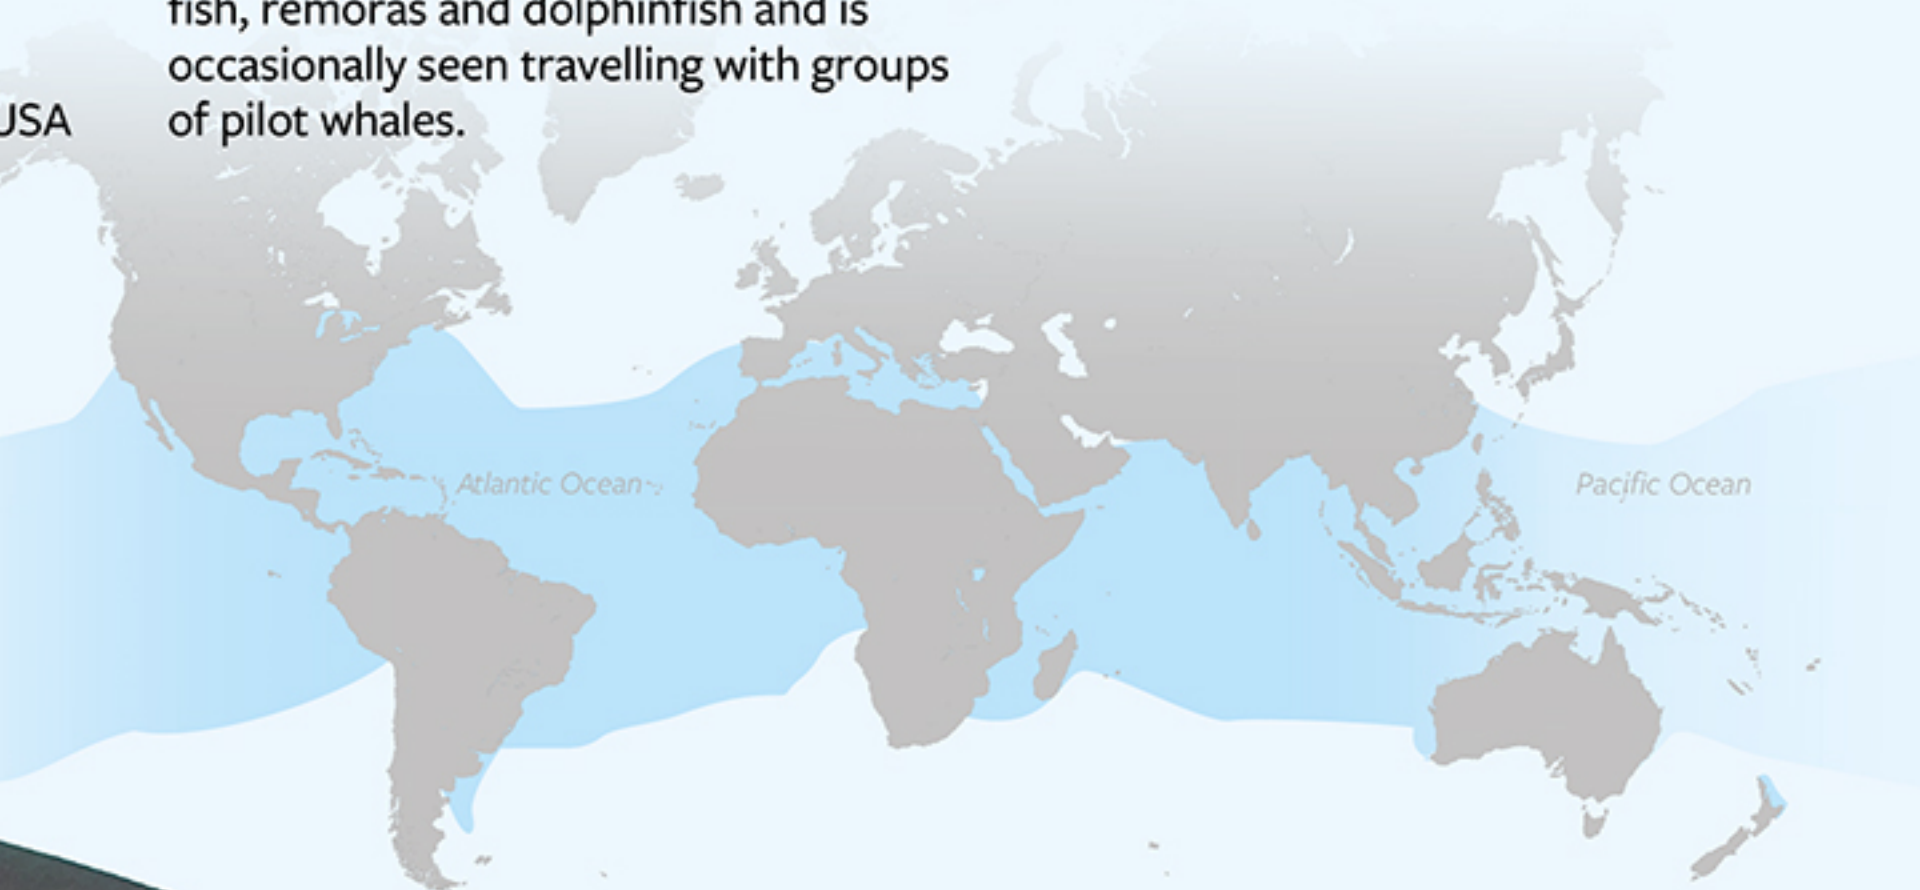 fish, remoras and dolphinfish and is
occasionally seen travelling with groups
of pilot whales.
USA
Atlantic Ocean
Pacific Ocean